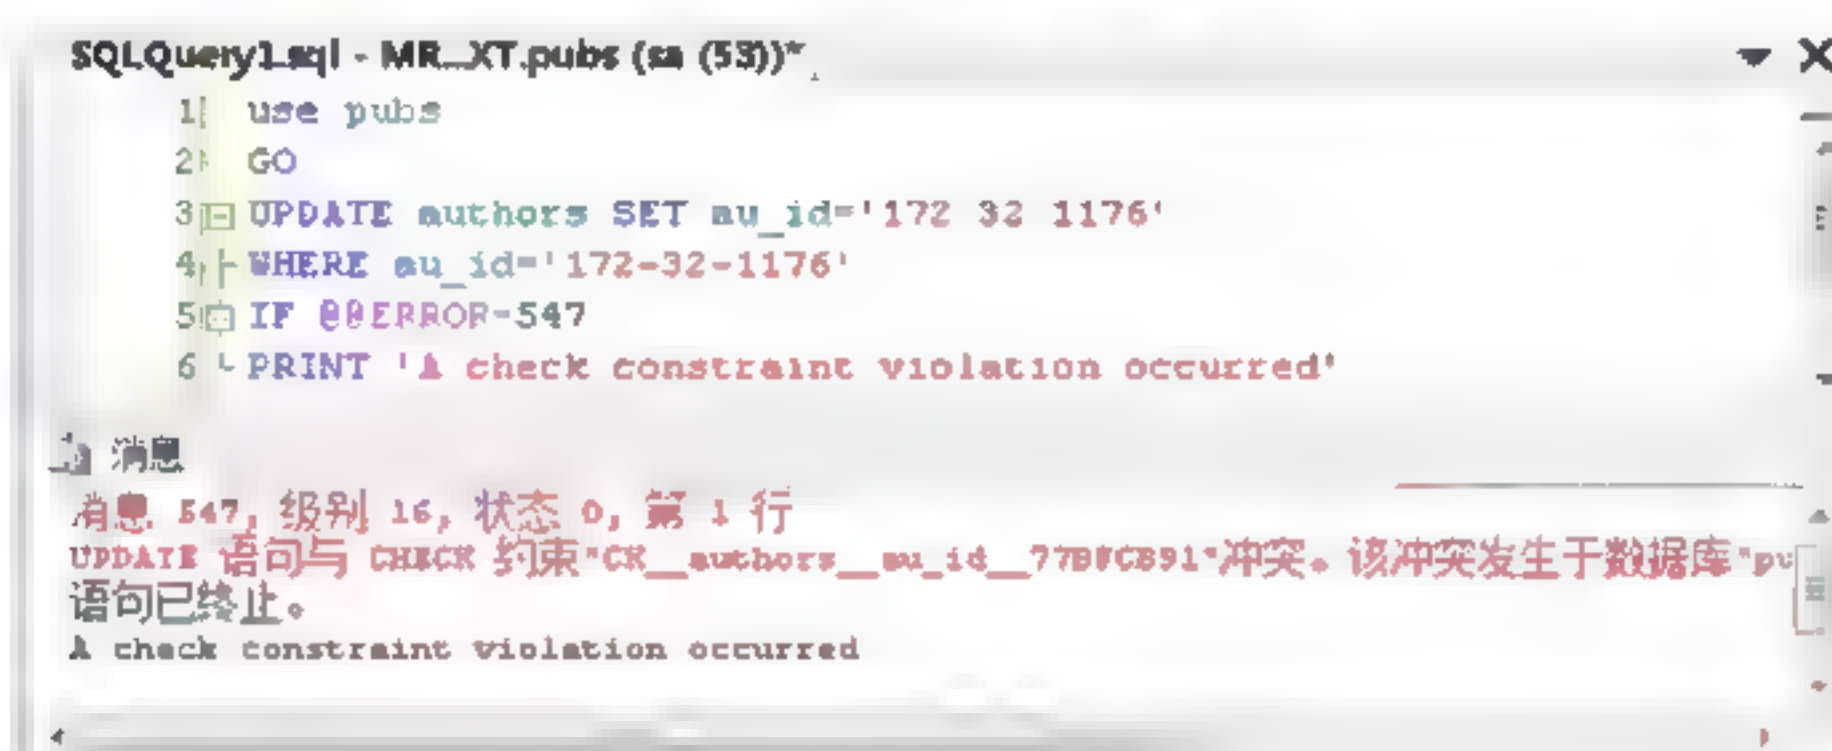 SQLQuery1.sql - MR_XT.pubs (sa (53))*
1 use pubs
2 GO
3 UPDATE authors SET au_id='172 32 1176'
4 WHERE au_id='172-32-1176'
5 IF @@ERROR=547
6 PRINT 'A check constraint violation occurred'
消息
消息 547, 级别 16, 状态 0, 第 1 行
UPDATE 语句与 CHECK 约束"CK__authors__au_id__77BFCB91"冲突。该冲突发生于数据库"pu
语句已终止。
A check constraint violation occurred